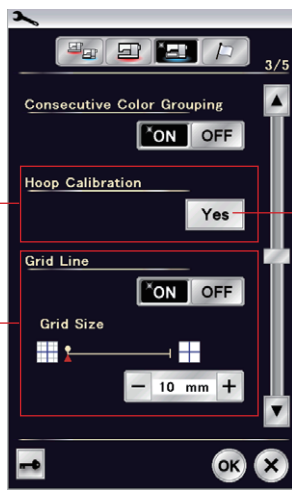 3/5
Consecutive Color Grouping
*ON OFF
Hoop Calibration
Yes
Grid Line
*ON OFF
Grid Size
− 10 mm +
OK X